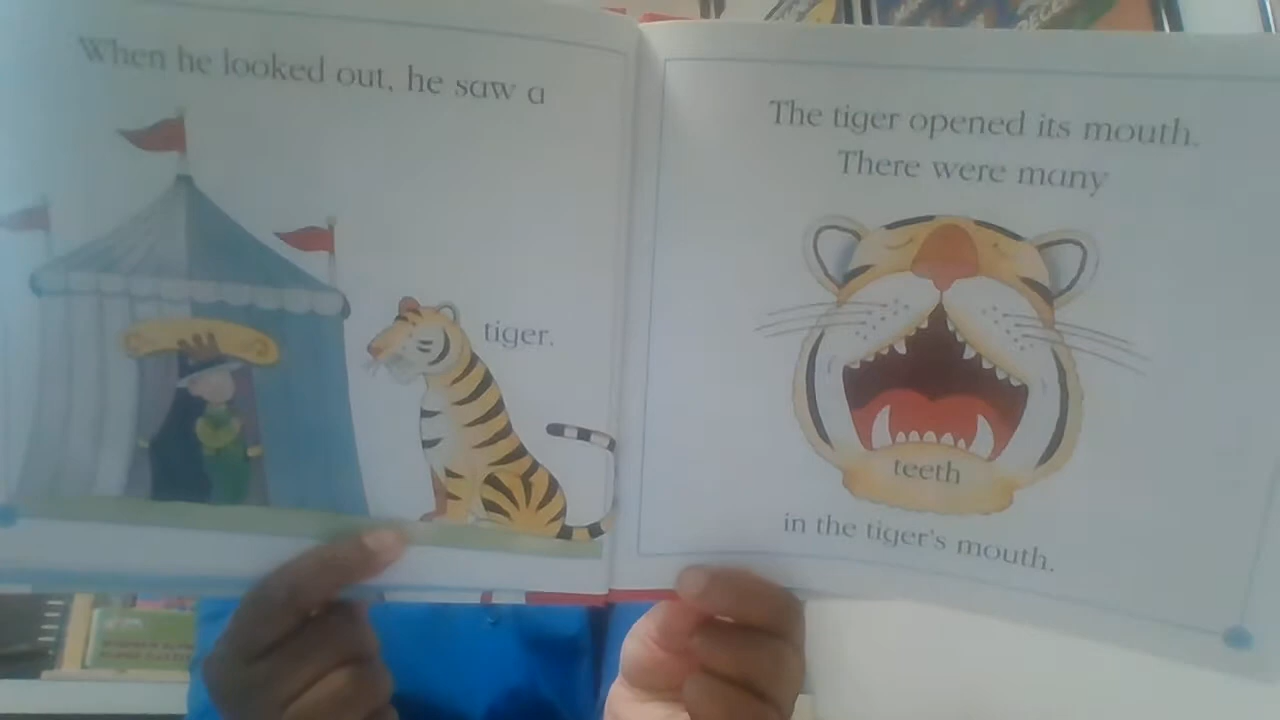 When he looked out, he saw a
tiger.
The tiger opened its mouth.
There were many
teeth
in the tiger's mouth.